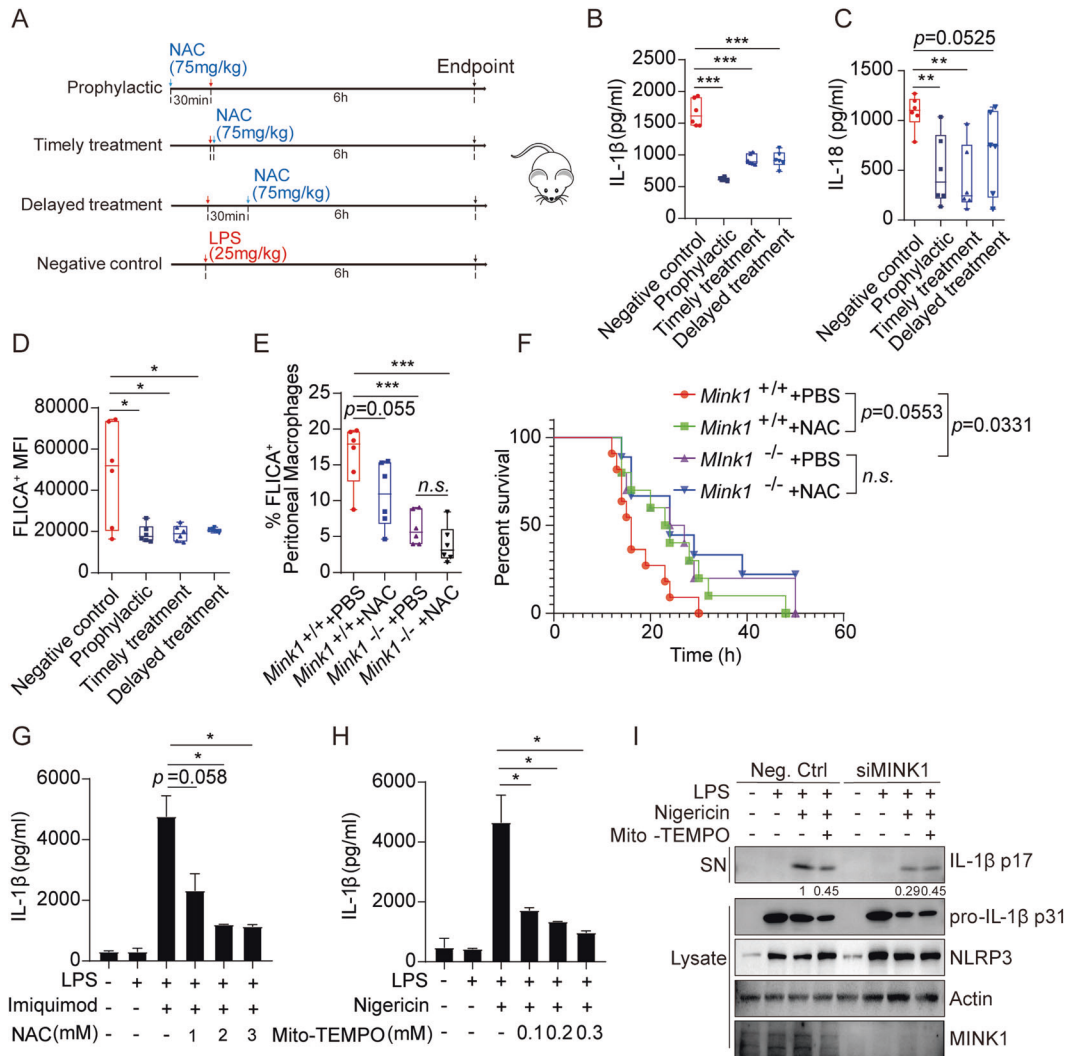 A
NAC
(75mg/kg)
Endpoint
Prophylactic
30min
6h
NAC
(75mg/kg)
Timely treatment
6h
NAC
(75mg/kg)
Delayed treatment
30min
6h
LPS
(25mg/kg)
Negative control
6h
B
IL-1β (pg/ml)
2500
2000
1500
1000
500
0
***
***
***
Negative control
Prophylactic
Timely treatment
Delayed treatment
C
IL-18 (pg/ml)
1500
1000
500
0
p=0.0525
**
**
Negative control
Prophylactic
Timely treatment
Delayed treatment
D
FLICA+ MFI
80000
60000
40000
20000
0
*
*
*
Negative control
Prophylactic
Timely treatment
Delayed treatment
E
% FLICA+
Peritoneal Macrophages
25
20
15
10
5
0
***
***
p=0.055
n.s.
Mink1+/++PBS
Mink1+/++NAC
Mink1 -/- +PBS
Mink1-/- +NAC
F
Mink1 +/+ +PBS
Mink1 +/+ +NAC
MInk1 -/- +PBS
Mink1 -/- +NAC
p=0.0553
n.s.
p=0.0331
Percent survival
100
50
0
0 20 40 60
Time (h)
G
IL-1β (pg/ml)
6000
4000
2000
0
*
*
p =0.058
LPS - + + + + +
Imiquimod - - + + + +
NAC(mM) - - - 1 2 3
H
IL-1β (pg/ml)
6000
4000
2000
0
*
*
*
LPS - + + + + +
Nigericin - - + + + +
Mito-TEMPO(mM) - - - 0.1 0.2 0.3
I
Neg. Ctrl siMINK1
LPS - + + + - + + +
Nigericin - - + + - - + +
Mito -TEMPO - - - + - - - +
SN IL-1β p17
1 0.45 0.29 0.45
pro-IL-1β p31
Lysate NLRP3
Actin
MINK1